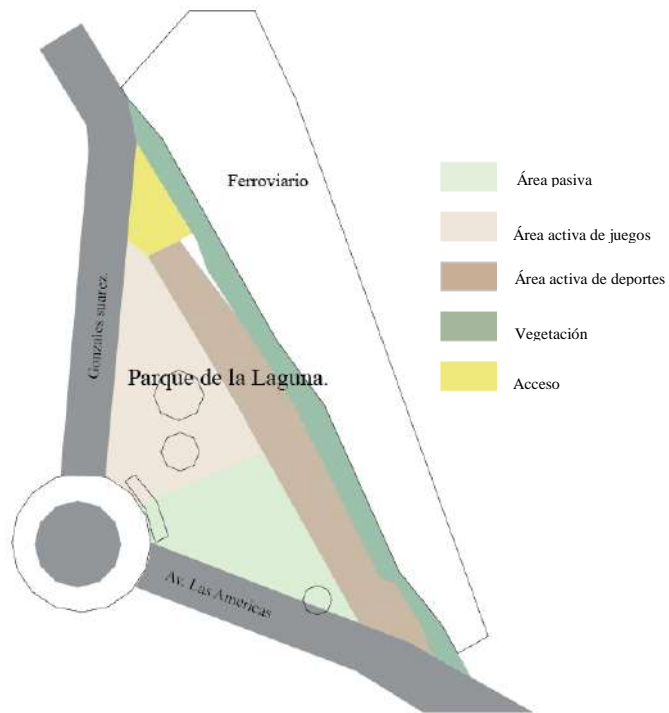 Ferroviario
Gonzales suarez.
Parque de la Laguna.
Av. Las Americas
Área pasiva
Área activa de juegos
Área activa de deportes
Vegetación
Acceso